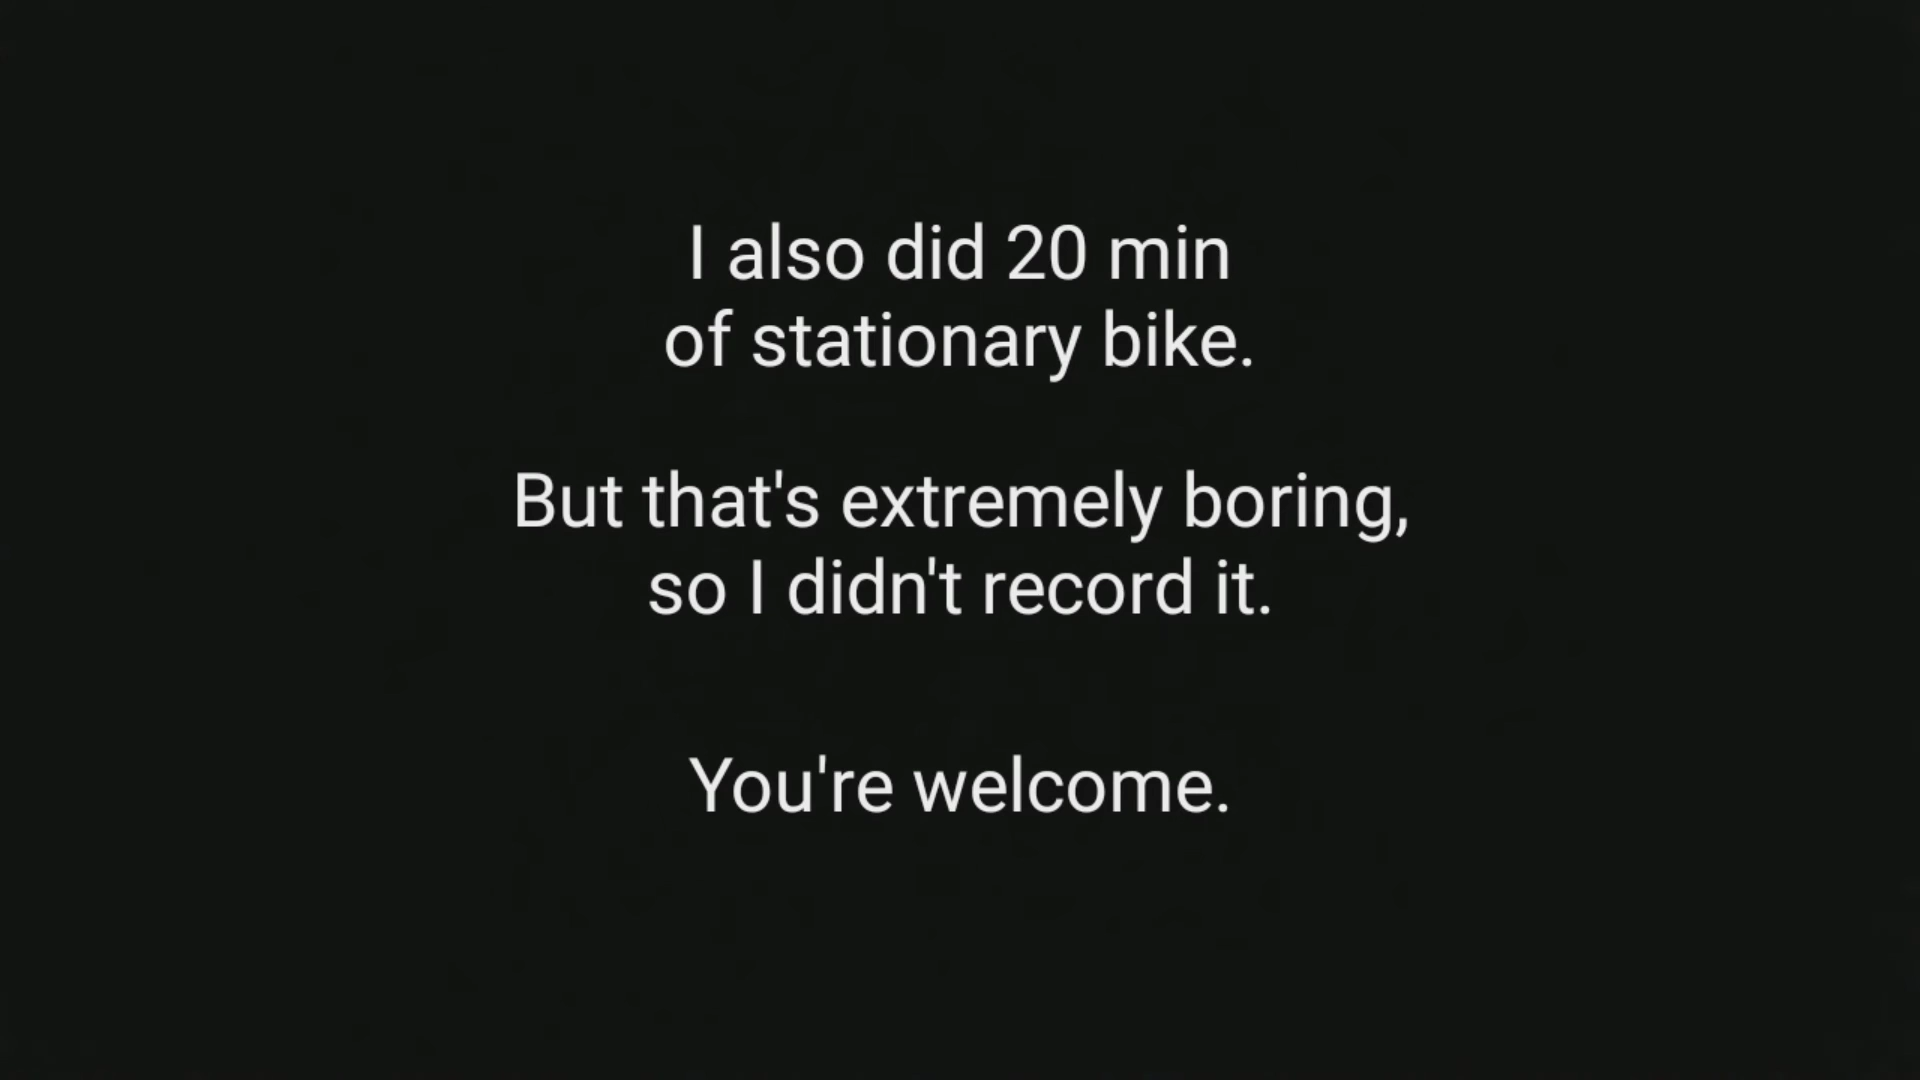 I also did 20 min
of stationary bike.
But that's extremely boring,
so I didn't record it.
You're welcome.